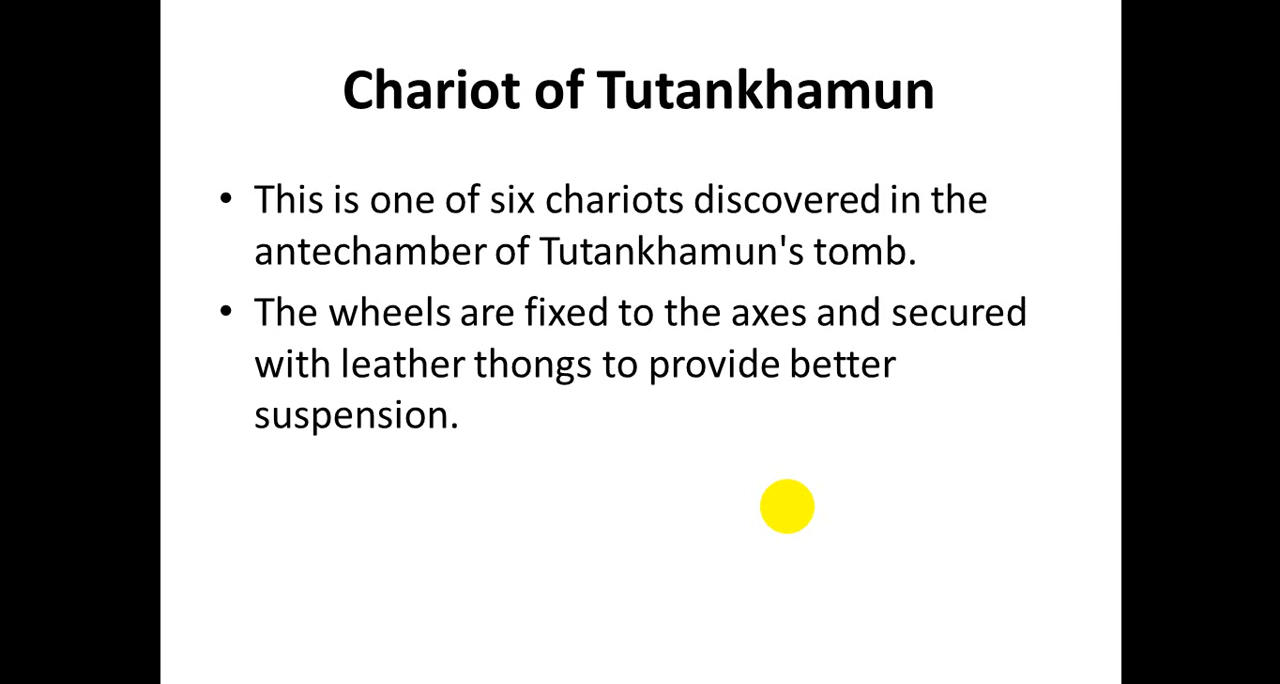 Chariot of Tutankhamun
• This is one of six chariots discovered in the
antechamber of Tutankhamun's tomb.
• The wheels are fixed to the axes and secured
with leather thongs to provide better
suspension.